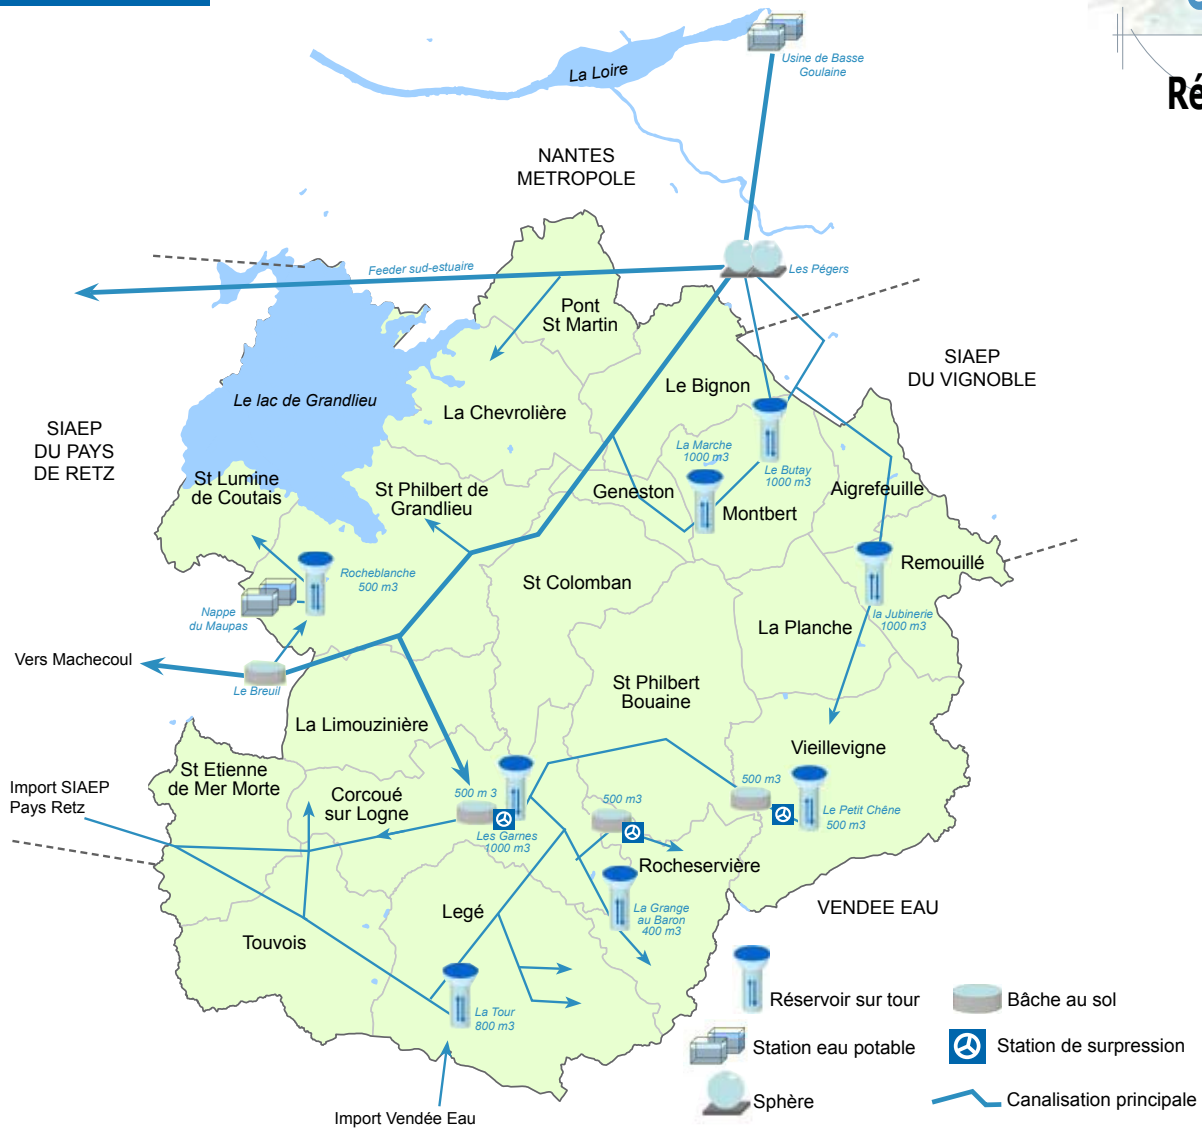 Usine de Basse
Goulaine
La Loire
Ré
NANTES
METROPOLE
Feeder sud-estuaire
Les Pégers
Pont
St Martin
SIAEP
DU VIGNOBLE
Le Bignon
Le lac de Grandlieu
La Chevrolière
SIAEP
DU PAYS
DE RETZ
La Marche
1000 m3
Le Butay
1000 m3
St Lumine
de Coutais
St Philbert de
Grandlieu
Geneston
Montbert
Aigrefeuille
Remouillé
Rocheblanche
500 m3
St Colomban
Nappe
du Maupas
la Jubinerie
1000 m3
La Planche
Vers Machecoul
Le Breuil
St Philbert
Bouaine
La Limouzinière
Vieillevigne
St Etienne
de Mer Morte
Import SIAEP
Pays Retz
Corcoué
sur Logne
500 m 3
Les Garnes
1000 m3
500 m3
500 m3
Le Petit Chêne
500 m3
Rocheservière
La Grange
au Baron
400 m3
Legé
VENDEE EAU
Touvois
La Tour
800 m3
Import Vendée Eau
Réservoir sur tour
Bâche au sol
Station eau potable
Station de surpression
Sphère
Canalisation principale